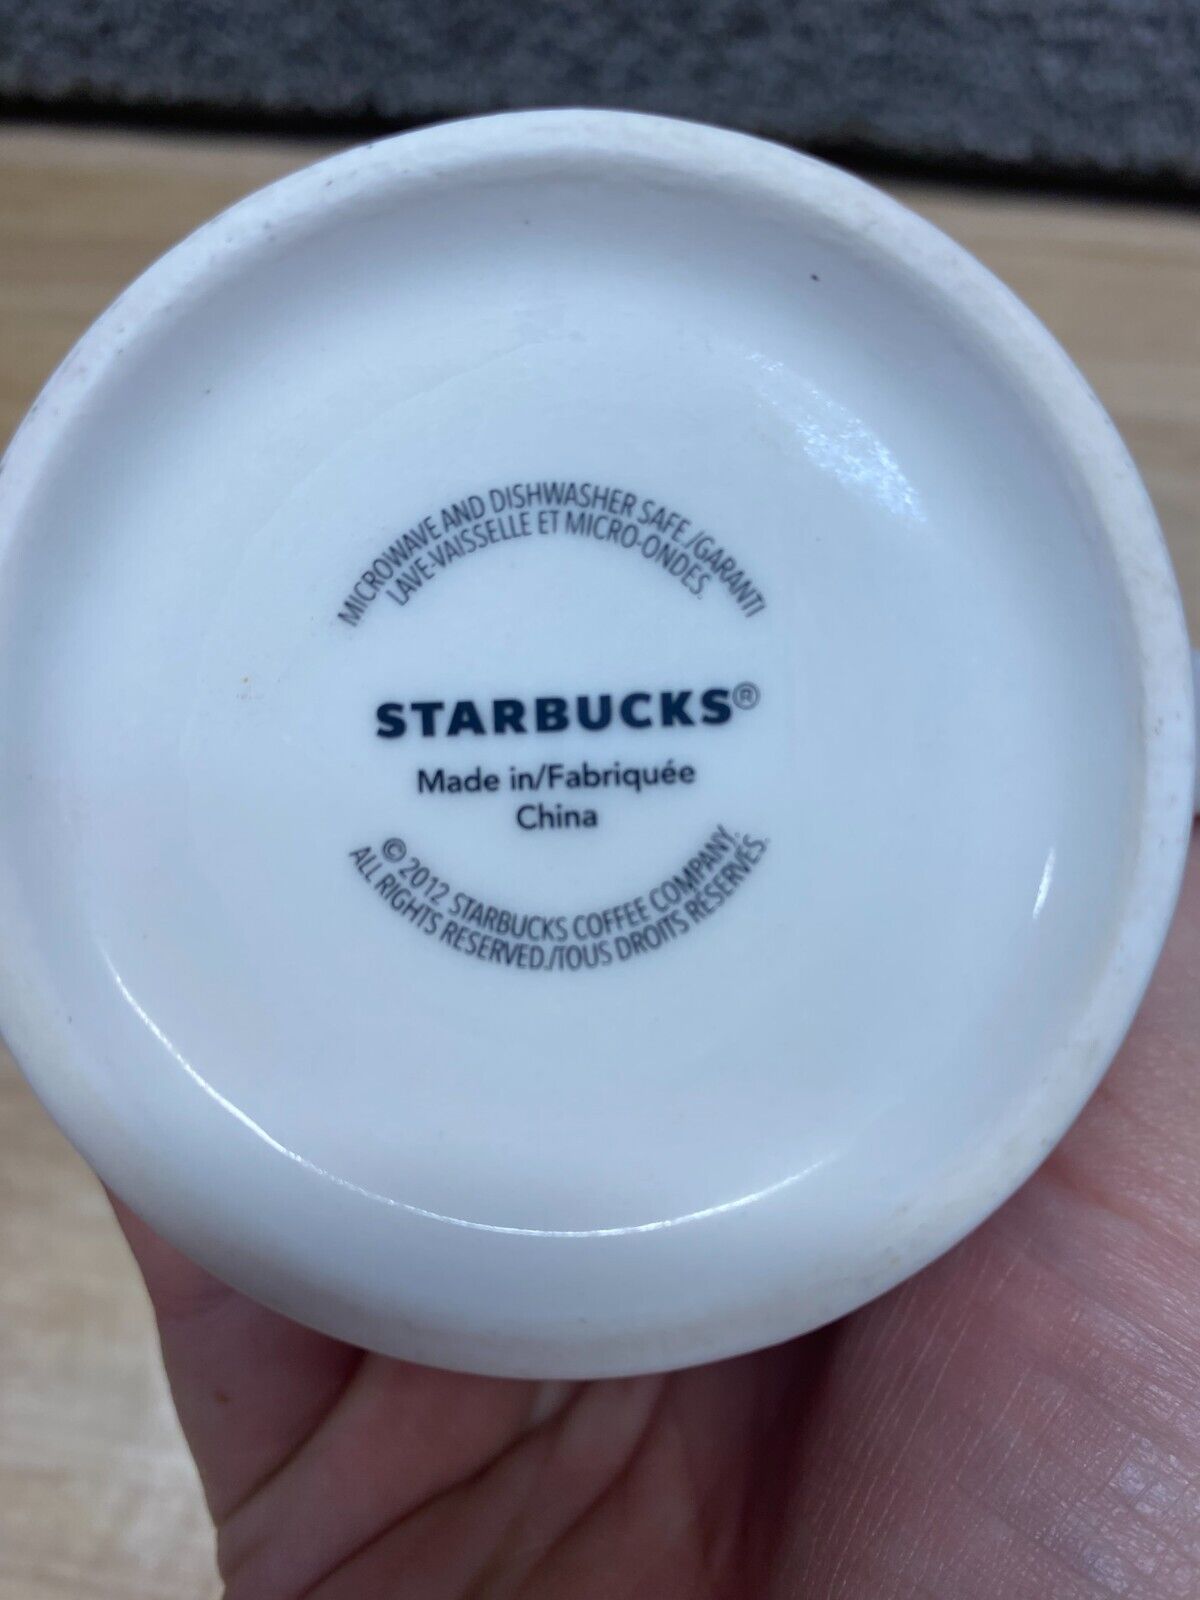 MICROWAVE AND DISHWASHER SAFE /GARANTI
LAVE-VAISSELLE ET MICRO-ONDES.
STARBUCKS®
Made in/Fabriquée
China
© 2012 STARBUCKS COFFEE COMPANY.
ALL RIGHTS RESERVED./TOUS DROITS RÉSERVÉS.